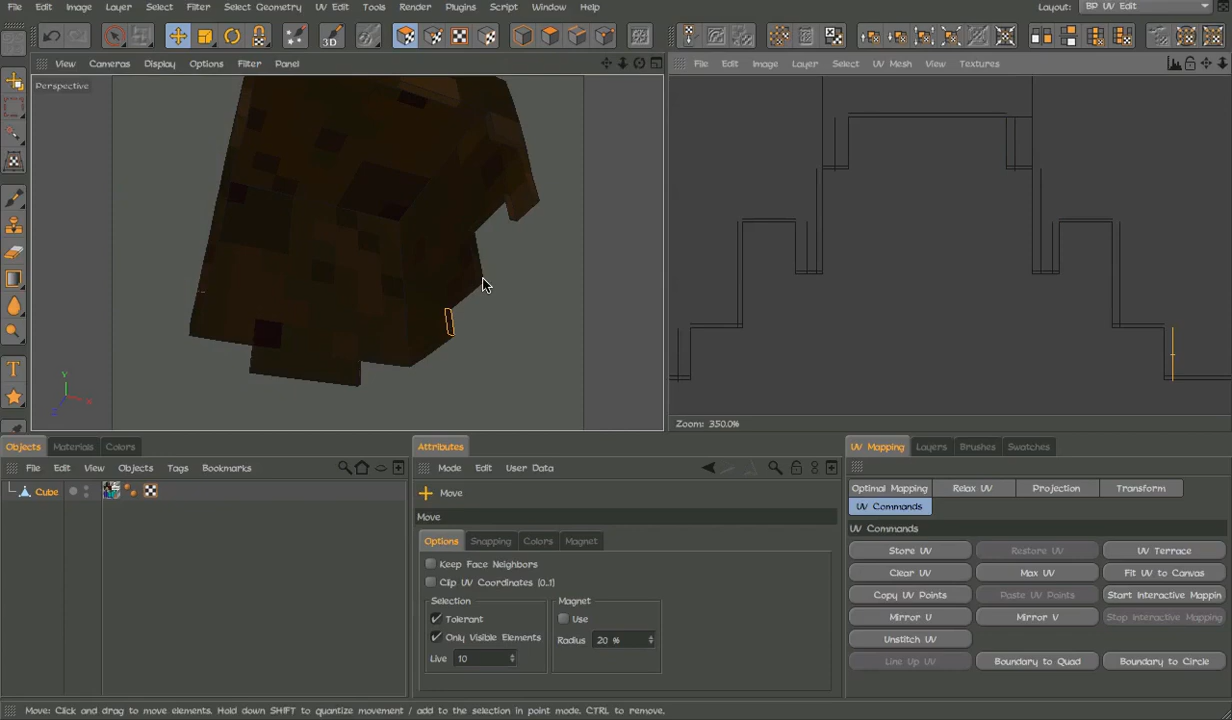 File Edit Image Layer Select Filter Select Geometry UV Edit Tools Render Plugins Script Window Help Layout: BP UV Edit
3D
View Cameras Display Options Filter Panel File Edit Image Layer Select UV Mesh View Textures
Perspective
Y
X
Z
Zoom: 350.0%
Objects Materials Colors Attributes UV Mapping Layers Brushes Swatches
File Edit View Objects Tags Bookmarks Mode Edit User Data
Cube
Move
Move
Options Snapping Colors Magnet
Keep Face Neighbors
Clip UV Coordinates (0..1)
Selection Magnet
Tolerant Use
Only Visible Elements Radius 20 %
Live 10
Optimal Mapping Relax UV Projection Transform
UV Commands
UV Commands
Store UV Restore UV UV Terrace
Clear UV Max UV Fit UV to Canvas
Copy UV Points Paste UV Points Start Interactive Mappin
Mirror U Mirror V Stop Interactive Mapping
Unstitch UV
Line Up UV Boundary to Quad Boundary to Circle
Move: Click and drag to move elements. Hold down SHIFT to quantize movement / add to the selection in point mode, CTRL to remove.